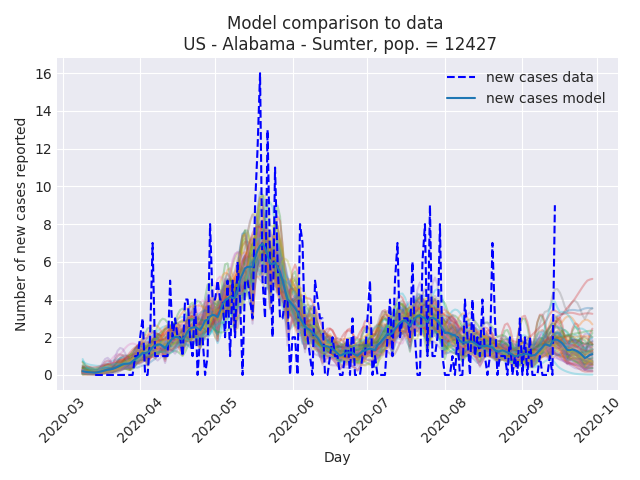 Model comparison to data
US - Alabama - Sumter, pop. = 12427
new cases data
new cases model
Number of new cases reported
16
14
12
10
8
6
4
2
0
2020-03
2020-04
2020-05
2020-06
2020-07
2020-08
2020-09
2020-10
Day